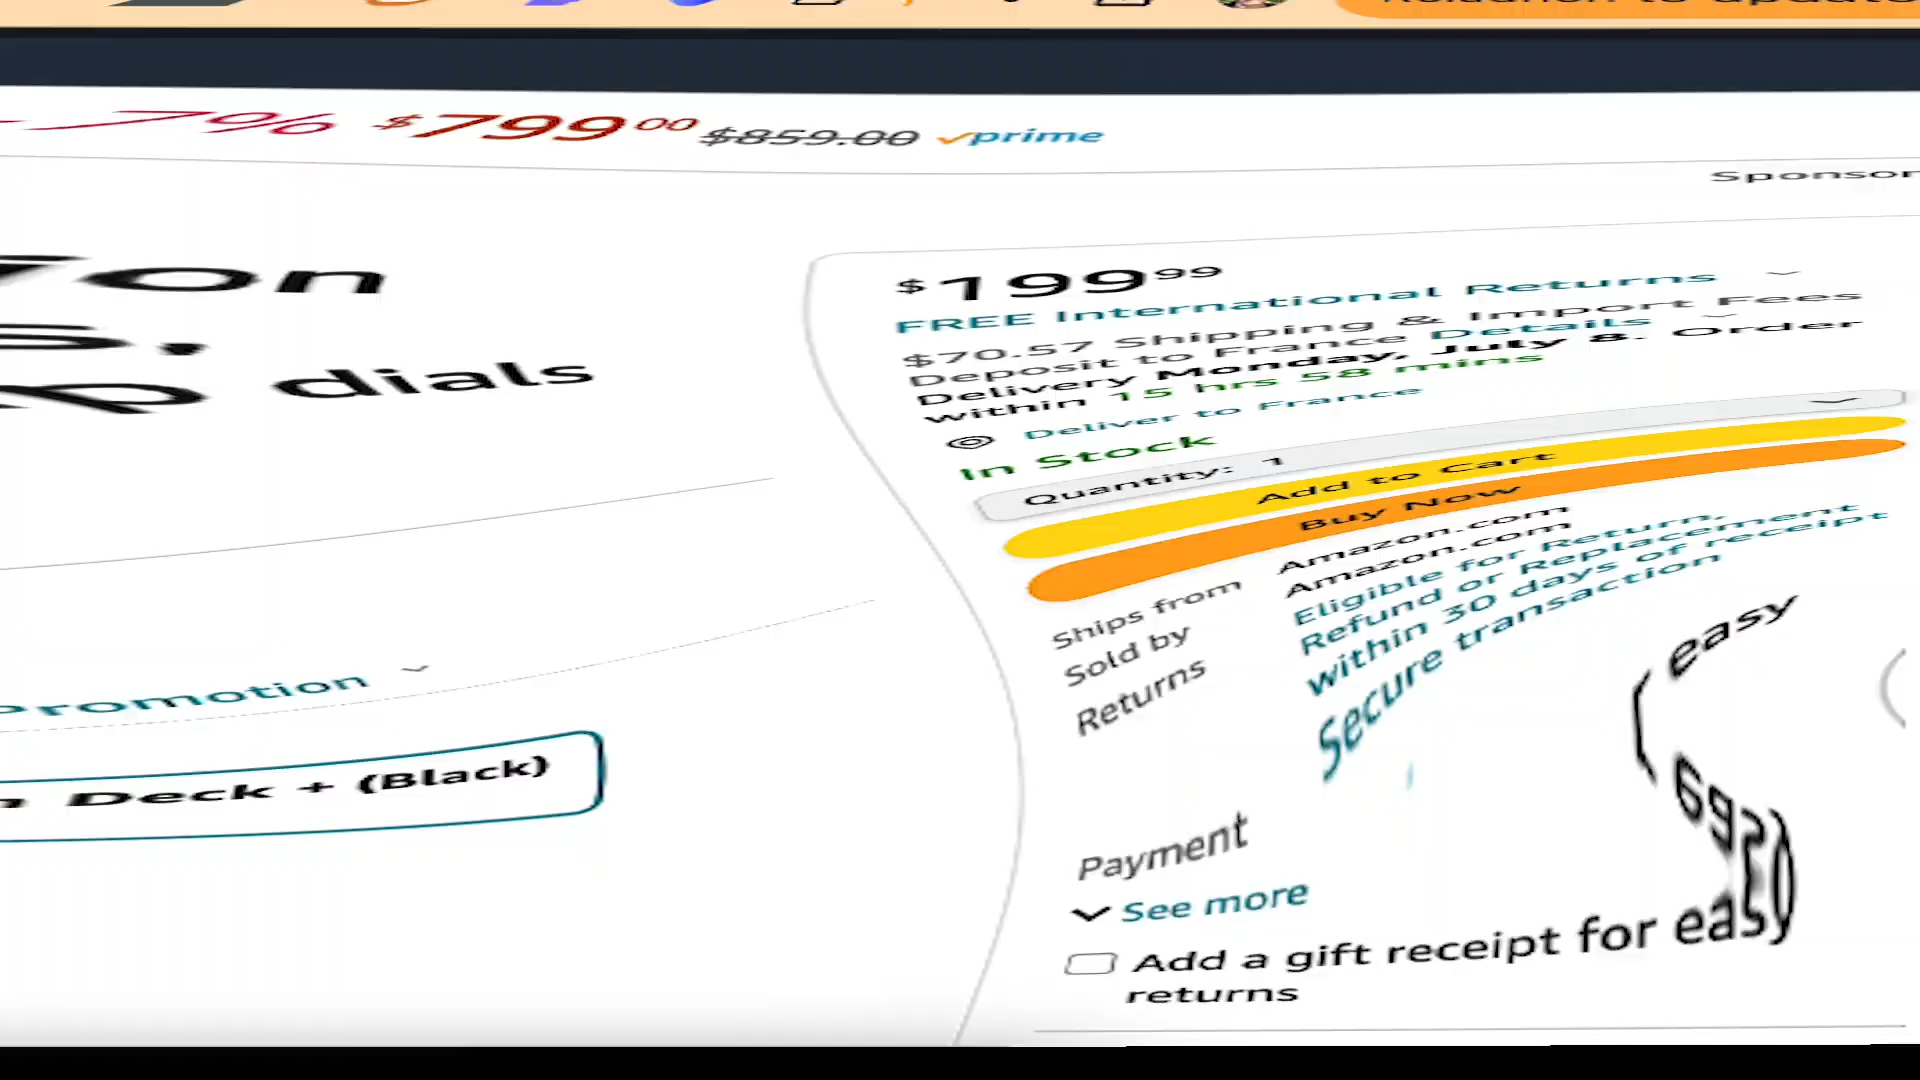 -7% $799 00 $859.00 prime
on
s,
dials
$199 99
FREE International Returns
$70.57 Shipping & Import Fees
Deposit to France Details
Delivery Monday, July 8. Order
within 15 hrs 58 mins
Deliver to France
In Stock
Quantity: 1
Add to Cart
Buy Now
Ships from Amazon.com
Sold by Amazon.com
Returns Eligible for Return,
Refund or Replacement
within 30 days of receipt
Payment Secure transaction
See more
easy
Add a gift receipt for easy
returns
Promotion
Deck + (Black)